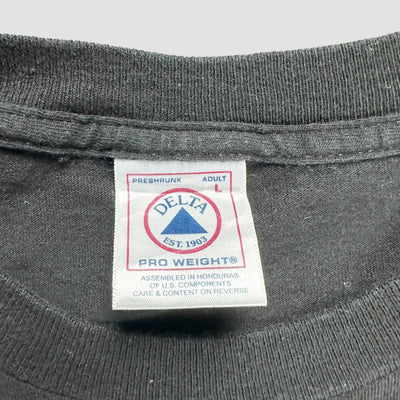 PRESHRUNK ADULT
L
DELTA
EST. 1903
PRO WEIGHT®
ASSEMBLED IN HONDURAS
OF U.S. COMPONENTS
CARE & CONTENT ON REVERSE